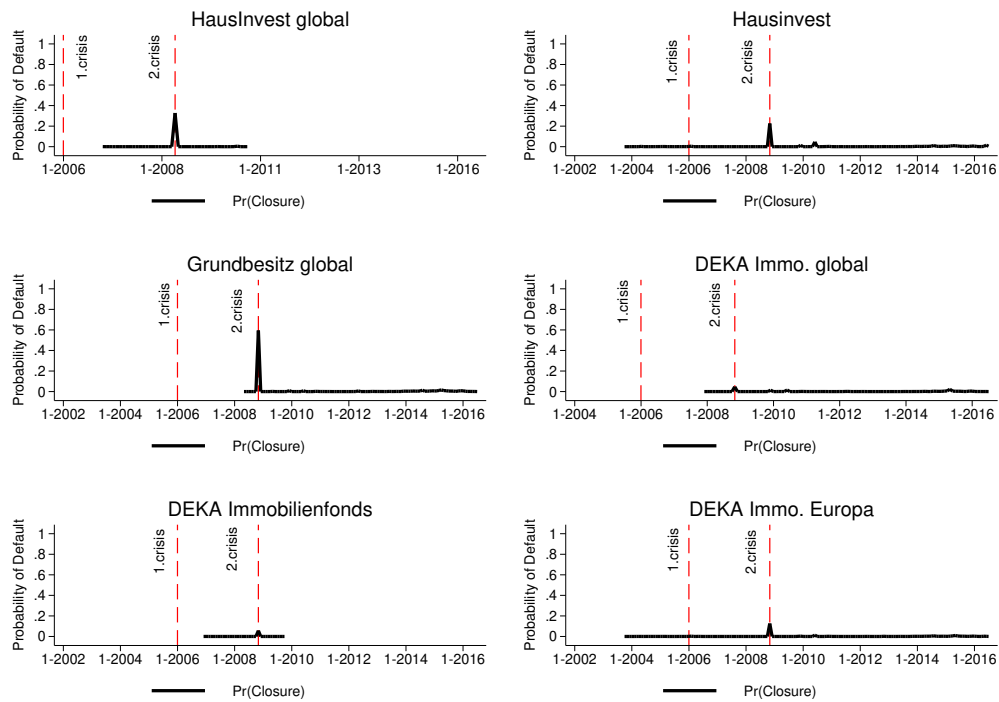 HausInvest global
Probability of Default
1
.8
.6
.4
.2
0
1.crisis
2.crisis
1-2006
1-2008
1-2011
1-2013
1-2016
Pr(Closure)
Hausinvest
Probability of Default
1
.8
.6
.4
.2
0
1.crisis
2.crisis
1-2002
1-2004
1-2006
1-2008
1-2010
1-2012
1-2014
1-2016
Pr(Closure)
Grundbesitz global
Probability of Default
1
.8
.6
.4
.2
0
1.crisis
2.crisis
1-2002
1-2004
1-2006
1-2008
1-2010
1-2012
1-2014
1-2016
Pr(Closure)
DEKA Immo. global
Probability of Default
1
.8
.6
.4
.2
0
1.crisis
2.crisis
1-2004
1-2006
1-2008
1-2010
1-2012
1-2014
1-2016
Pr(Closure)
DEKA Immobilienfonds
Probability of Default
1
.8
.6
.4
.2
0
1.crisis
2.crisis
1-2002
1-2004
1-2006
1-2008
1-2010
1-2012
1-2014
1-2016
Pr(Closure)
DEKA Immo. Europa
Probability of Default
1
.8
.6
.4
.2
0
1.crisis
2.crisis
1-2002
1-2004
1-2006
1-2008
1-2010
1-2012
1-2014
1-2016
Pr(Closure)